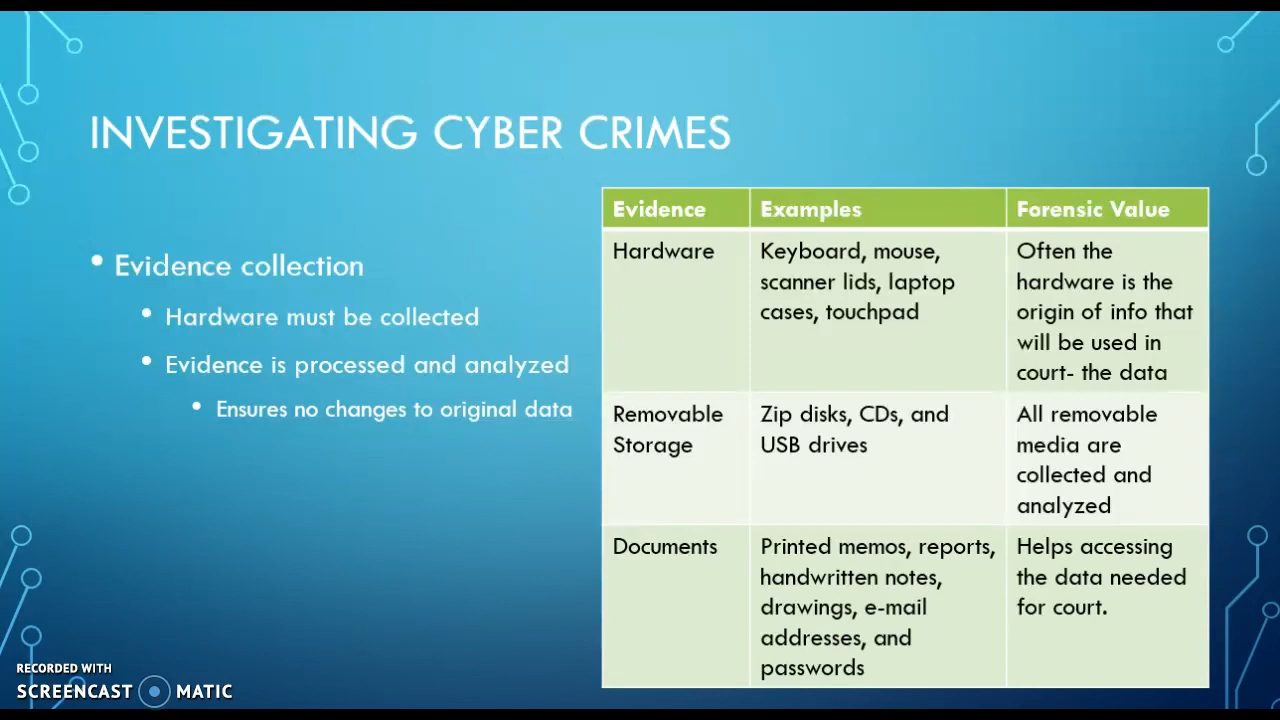 INVESTIGATING CYBER CRIMES
• Evidence collection
• Hardware must be collected
• Evidence is processed and analyzed
• Ensures no changes to original data
Evidence Examples Forensic Value
Hardware
Keyboard, mouse,
scanner lids, laptop
cases, touchpad
Often the
hardware is the
origin of info that
will be used in
court- the data
Removable
Storage
Zip disks, CDs, and
USB drives
All removable
media are
collected and
analyzed
Documents
Printed memos, reports,
handwritten notes,
drawings, e-mail
addresses, and
passwords
Helps accessing
the data needed
for court.
RECORDED WITH
SCREENCAST MATIC